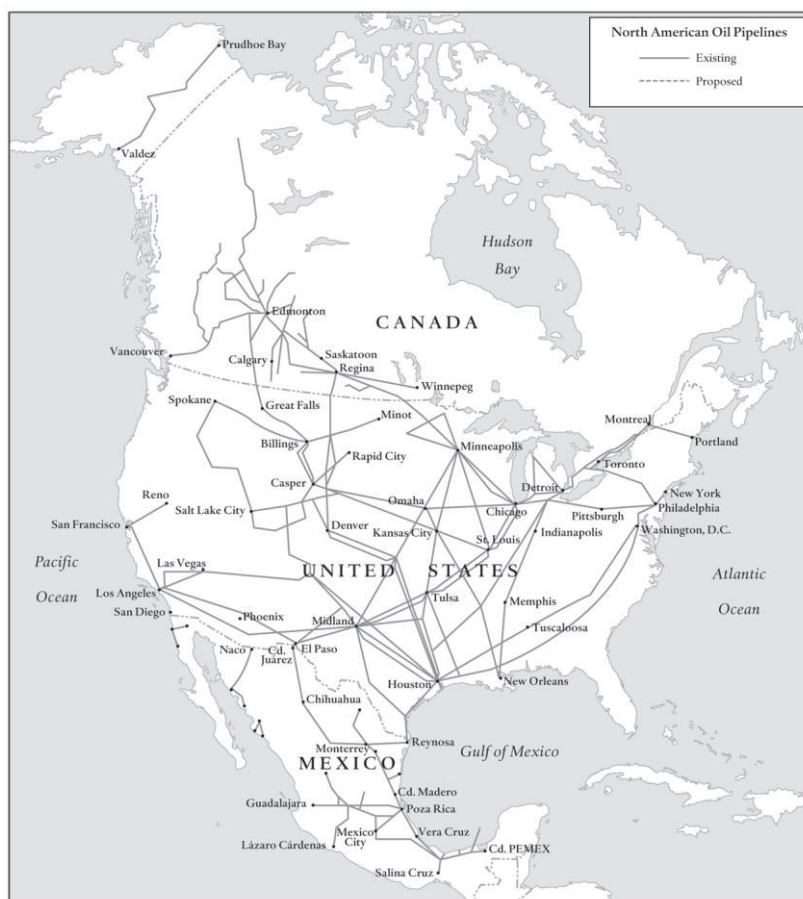 North American Oil Pipelines
Existing
Proposed
Prudhoe Bay
Valdez
Hudson
Bay
Edmonton
CANADA
Vancouver
Calgary
Saskatoon
Regina
Winnepeg
Spokane
Great Falls
Minot
Montreal
Billings
Minneapolis
Portland
Rapid City
Toronto
Casper
Detroit
Reno
Salt Lake City
Omaha
Chicago
New York
Pittsburgh
Philadelphia
San Francisco
Denver
Kansas City
St. Louis
Indianapolis
Washington, D.C.
Pacific
Ocean
Las Vegas
UNITED STATES
Atlantic
Ocean
Los Angeles
Tulsa
Memphis
San Diego
Phoenix
Midland
Tuscaloosa
Naco
Cd.
Juárez
El Paso
Houston
New Orleans
Chihuahua
Reynosa
Monterrey
Gulf of Mexico
MEXICO
Cd. Madero
Guadalajara
Poza Rica
Mexico
City
Vera Cruz
Lázaro Cárdenas
Cd. PEMEX
Salina Cruz